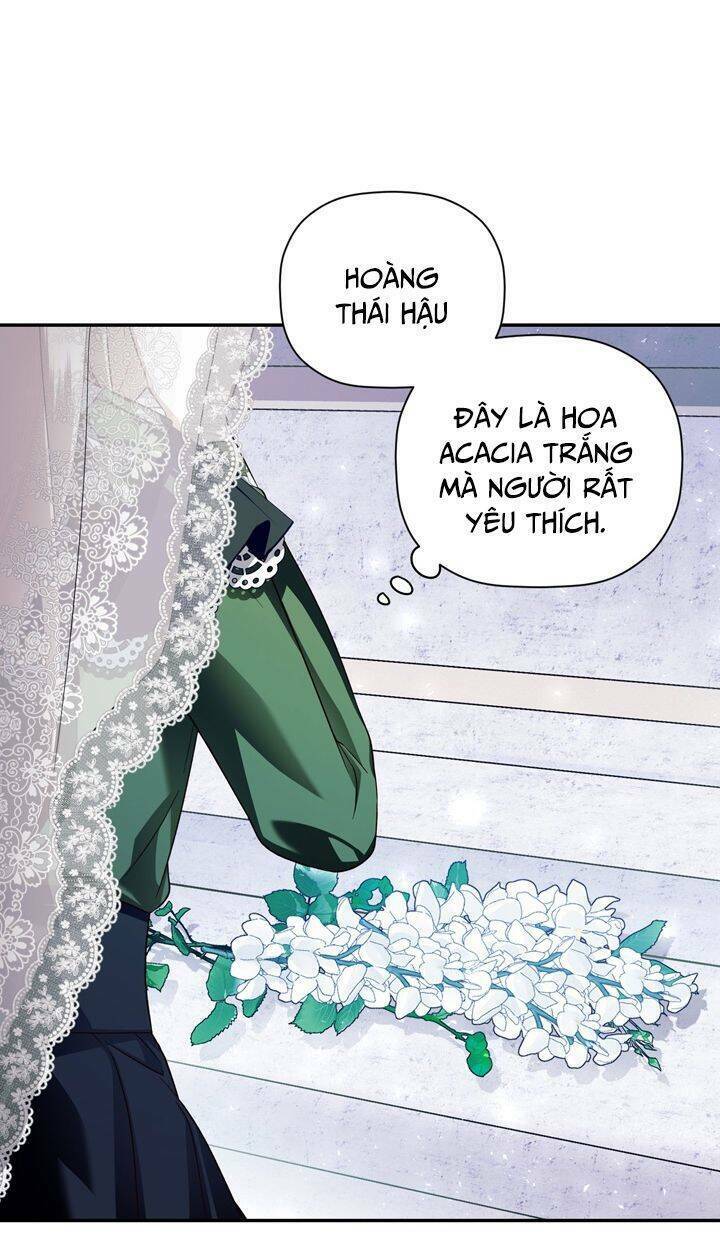 HOÀNG
THÁI HẬU
ĐÂY LÀ HOA
ACACIA TRẮNG
MÀ NGƯỜI RẤT
YÊU THÍCH.